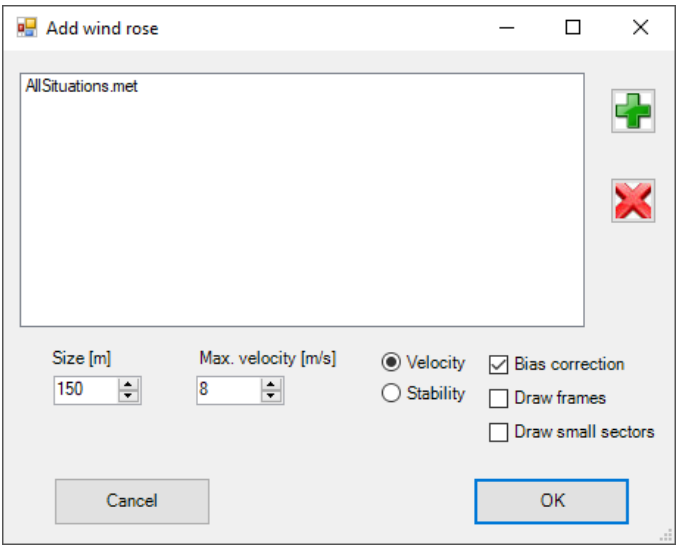 Add wind rose
AllSituations.met
Size [m]
Max. velocity [m/s]
150
8
Velocity
Stability
Bias correction
Draw frames
Draw small sectors
Cancel
OK